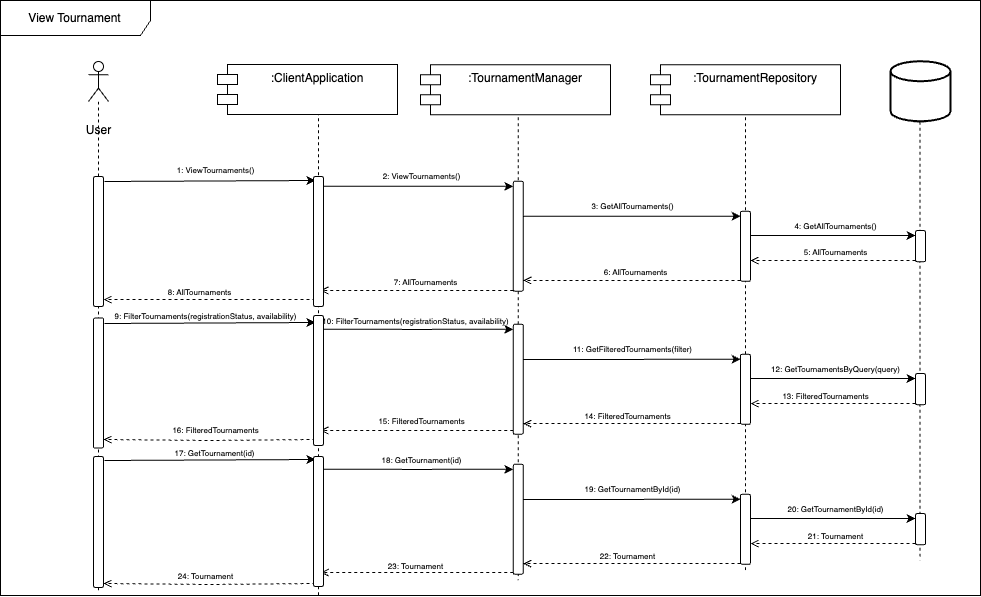 View Tournament
:ClientApplication
:TournamentManager
:TournamentRepository
User
1: ViewTournaments()
2: ViewTournaments()
3: GetAllTournaments()
4: GetAllTournaments()
5: AllTournaments
6: AllTournaments
7: AllTournaments
8: AllTournaments
9: FilterTournaments(registrationStatus, availability)
10: FilterTournaments(registrationStatus, availability)
11: GetFilteredTournaments(filter)
12: GetTournamentsByQuery(query)
13: FilteredTournaments
14: FilteredTournaments
15: FilteredTournaments
16: FilteredTournaments
17: GetTournament(id)
18: GetTournament(id)
19: GetTournamentById(id)
20: GetTournamentById(id)
21: Tournament
22: Tournament
23: Tournament
24: Tournament